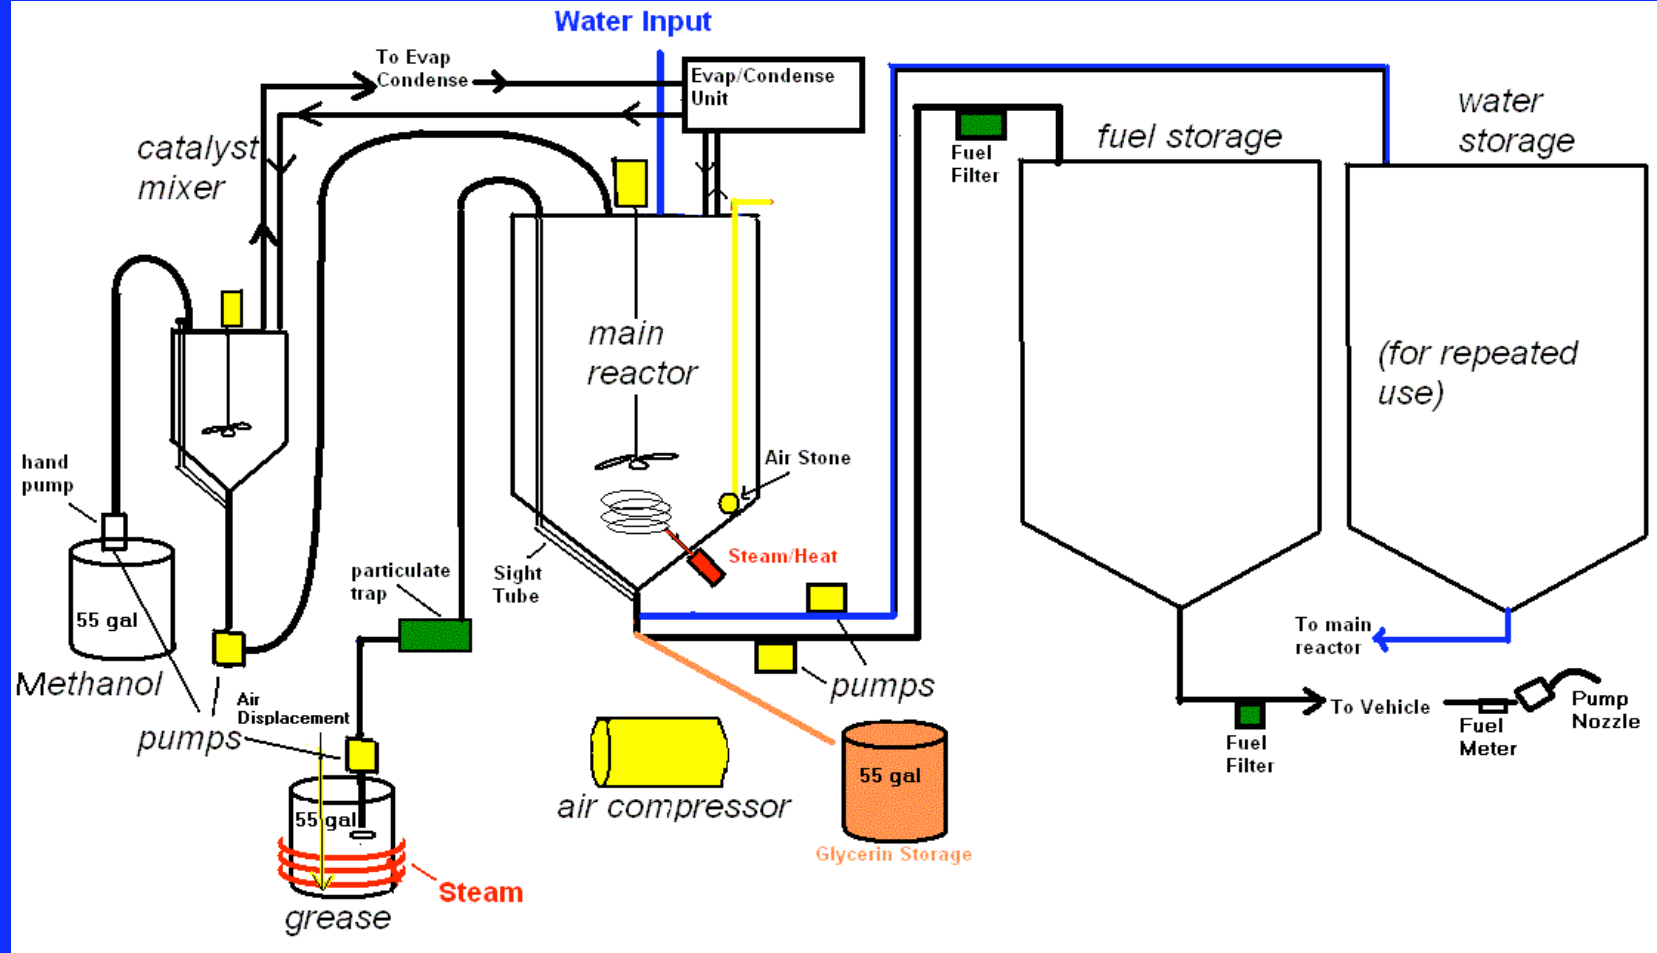 Water Input
To Evap
Condense
Evap/Condense
Unit
catalyst
mixer
Fuel
Filter
fuel storage
water
storage
main
reactor
(for repeated
use)
hand
pump
Air Stone
Steam/Heat
Sight
Tube
particulate
trap
55 gal
Methanol
pumps
Air
Displacement
pumps
To main
reactor
To Vehicle
Fuel
Meter
Pump
Nozzle
Fuel
Filter
air compressor
55 gal
Glycerin Storage
55 gal
Steam
grease